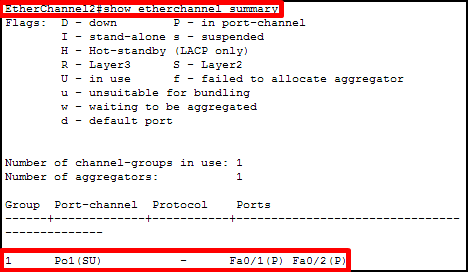 EtherChannel2#show etherchannel summary
Flags:  D - down        P - in port-channel
        I - stand-alone s - suspended
        H - Hot-standby (LACP only)
        R - Layer3      S - Layer2
        U - in use      f - failed to allocate aggregator
        u - unsuitable for bundling
        w - waiting to be aggregated
        d - default port
Number of channel-groups in use: 1
Number of aggregators:           1
Group  Port-channel  Protocol    Ports
------+-------------+-----------+----------------------------------
--------------
1      Po1(SU)           -       Fa0/1(P) Fa0/2(P)